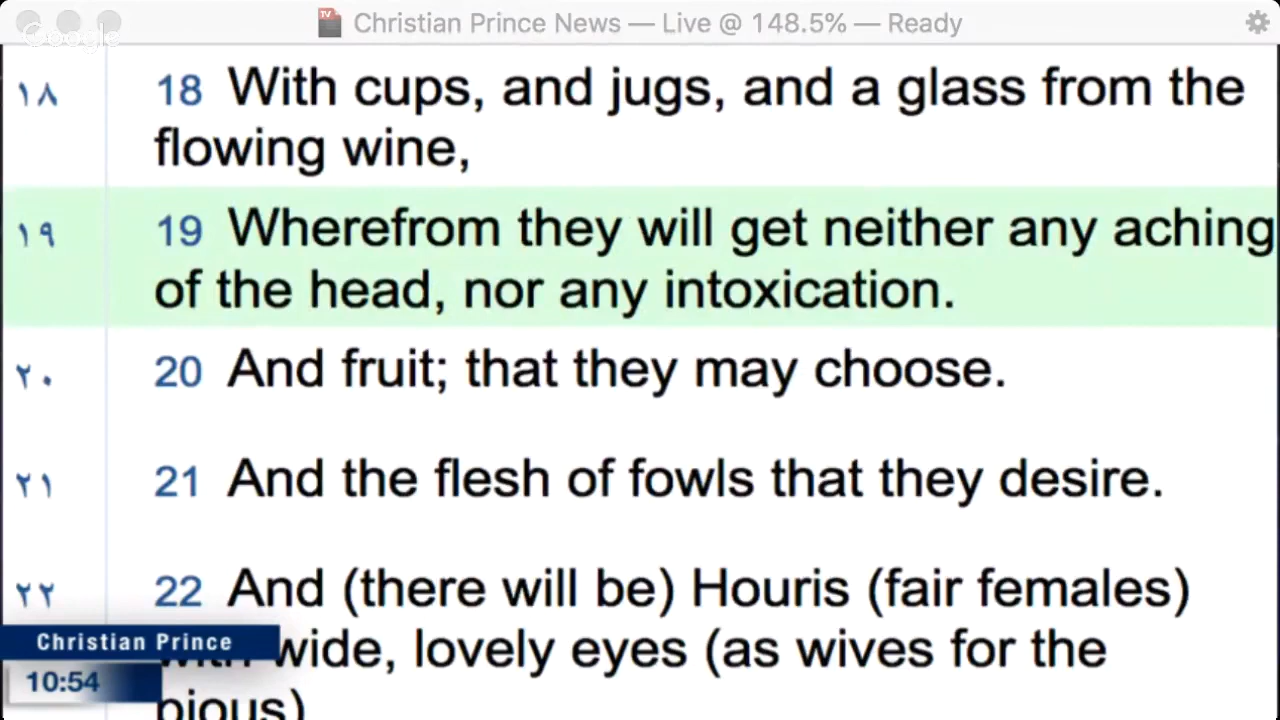 Christian Prince News — Live @ 148.5% — Ready
Google
١٨ 18 With cups, and jugs, and a glass from the
flowing wine,
١٩ 19 Wherefrom they will get neither any aching
of the head, nor any intoxication.
٢٠ 20 And fruit; that they may choose.
٢١ 21 And the flesh of fowls that they desire.
٢٢ 22 And (there will be) Houris (fair females)
with wide, lovely eyes (as wives for the
pious)
Christian Prince
10:54